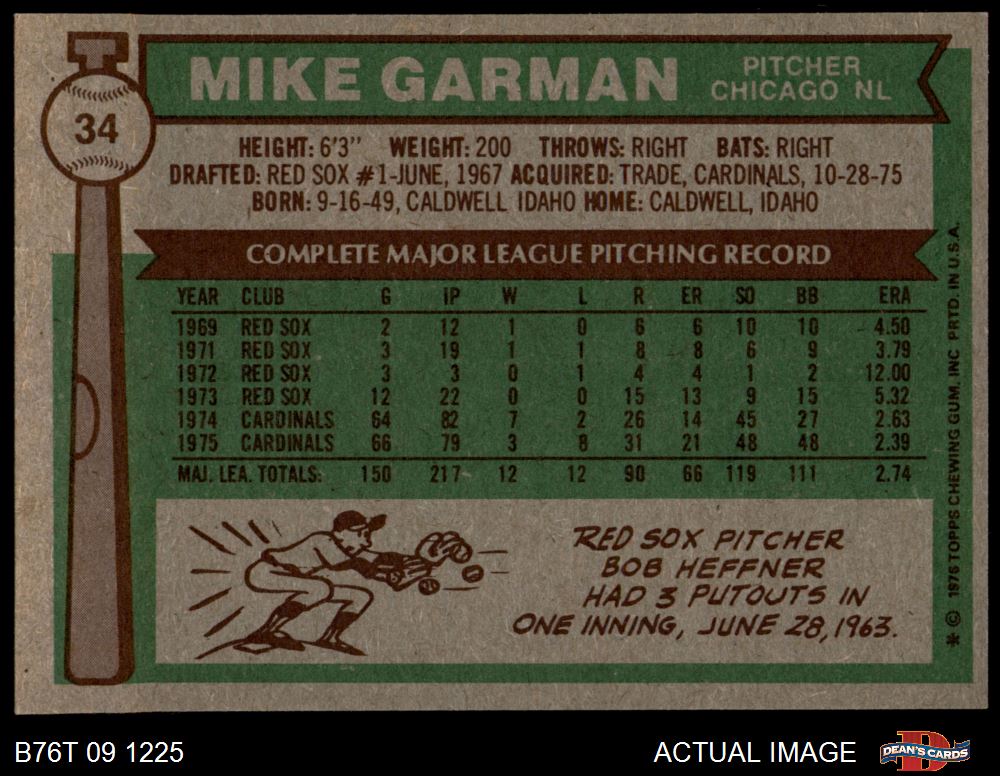 34
MIKE GARMAN
PITCHER
CHICAGO NL
HEIGHT: 6'3" WEIGHT: 200 THROWS: RIGHT BATS: RIGHT
DRAFTED: RED SOX #1-JUNE, 1967 ACQUIRED: TRADE, CARDINALS, 10-28-75
BORN: 9-16-49, CALDWELL IDAHO HOME: CALDWELL, IDAHO
COMPLETE MAJOR LEAGUE PITCHING RECORD
YEAR CLUB G IP W L R ER SO BB ERA
1969 RED SOX 2 12 1 0 6 6 10 10 4.50
1971 RED SOX 3 19 1 1 8 8 6 9 3.79
1972 RED SOX 3 3 0 1 4 4 1 2 12.00
1973 RED SOX 12 22 0 0 15 13 9 15 5.32
1974 CARDINALS 64 82 7 2 26 14 45 27 2.63
1975 CARDINALS 66 79 3 8 31 21 48 48 2.39
MAJ. LEA. TOTALS: 150 217 12 12 90 66 119 111 2.74
RED SOX PITCHER
BOB HEFFNER
HAD 3 PUTOUTS IN
ONE INNING, JUNE 28, 1963.
* © 1976 TOPPS CHEWING GUM, INC PRTD. IN U.S.A.
B76T 09 1225
ACTUAL IMAGE
DEAN'S CARDS